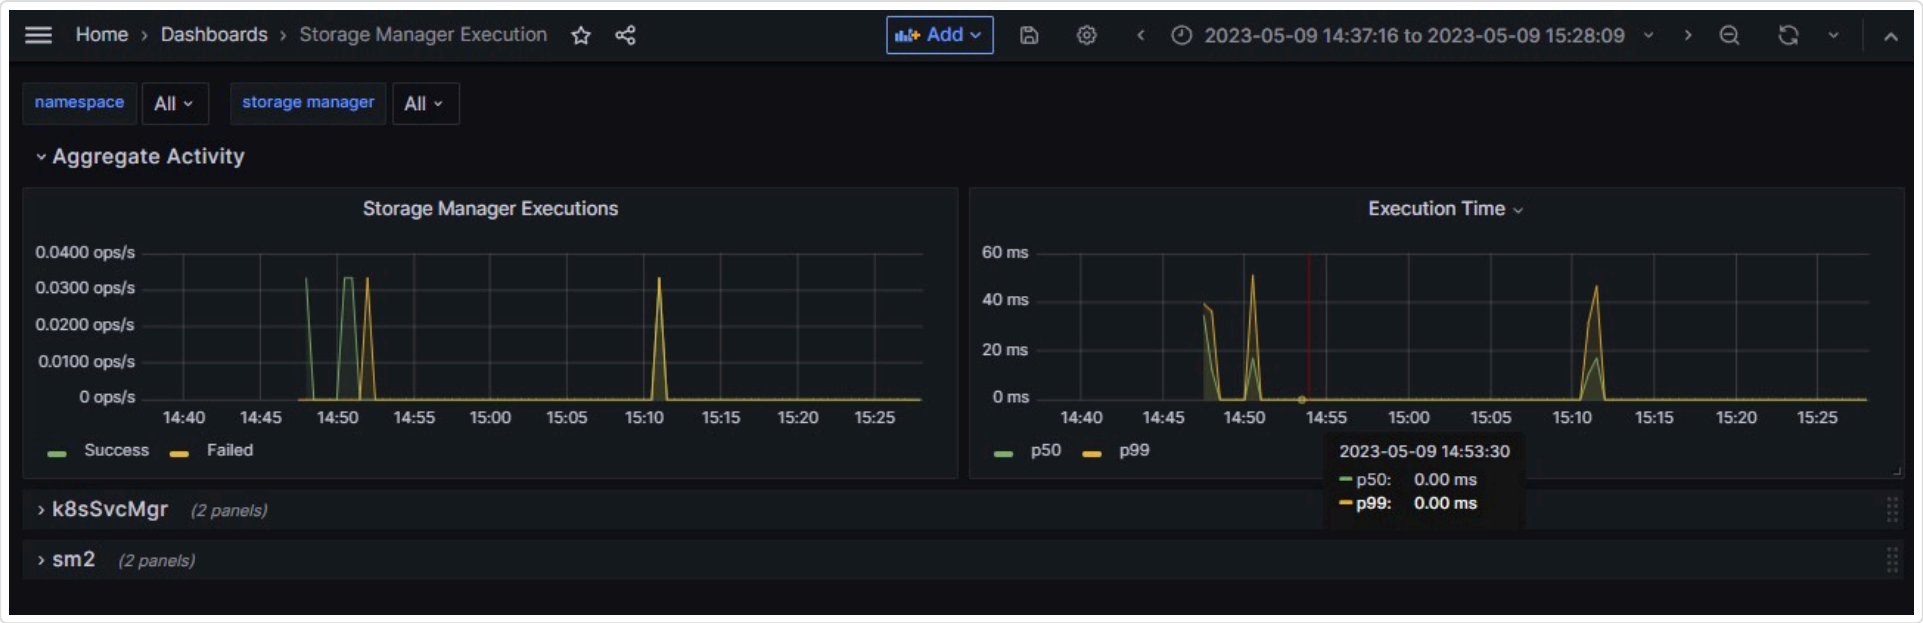 Home › Dashboards › Storage Manager Execution
Add
2023-05-09 14:37:16 to 2023-05-09 15:28:09
namespace All storage manager All
Aggregate Activity
Storage Manager Executions
0.0400 ops/s
0.0300 ops/s
0.0200 ops/s
0.0100 ops/s
0 ops/s
14:40 14:45 14:50 14:55 15:00 15:05 15:10 15:15 15:20 15:25
Success Failed
Execution Time
60 ms
40 ms
20 ms
0 ms
14:40 14:45 14:50 14:55 15:00 15:05 15:10 15:15 15:20 15:25
p50 p99
2023-05-09 14:53:30
p50: 0.00 ms
p99: 0.00 ms
k8sSvcMgr (2 panels)
sm2 (2 panels)